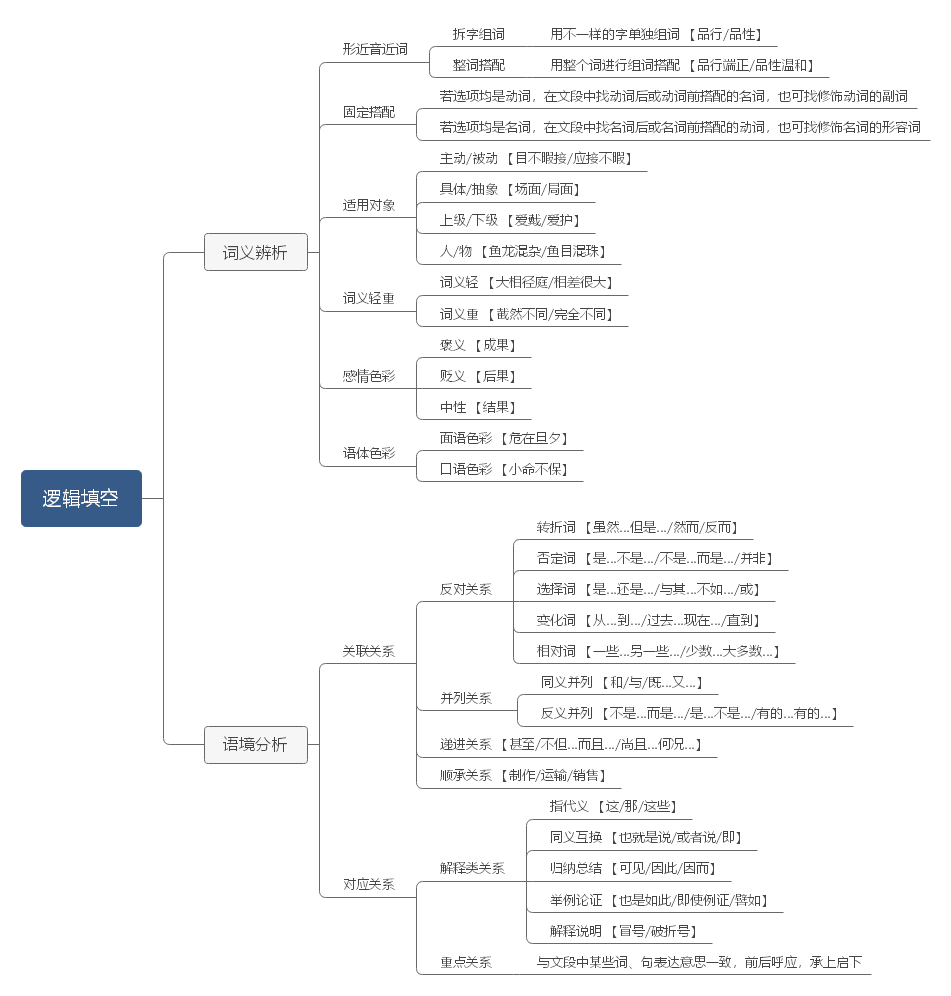 逻辑填空
词义辨析
形近音近词
拆字组词
用不一样的字单独组词【品行/品性】
整词搭配
用整个词进行组词搭配【品行端正/品性温和】
固定搭配
若选项均是动词，在文段中找动词后或动词前搭配的名词，也可找修饰动词的副词
若选项均是名词，在文段中找名词后或名词前搭配的动词，也可找修饰名词的形容词
适用对象
主动/被动【目不暇接/应接不暇】
具体/抽象【场面/局面】
上级/下级【爱戴/爱护】
人/物【鱼龙混杂/鱼目混珠】
词义轻重
词义轻【大相径庭/相差很大】
词义重【截然不同/完全不同】
感情色彩
褒义【成果】
贬义【后果】
中性【结果】
语体色彩
面语色彩【危在旦夕】
口语色彩【小命不保】
语境分析
关联关系
反对关系
转折词【虽然...但是.../然而/反而】
否定词【是...不是.../不是...而是.../并非】
选择词【是...还是.../与其...不如.../或】
变化词【从...到.../过去...现在.../直到】
相对词【一些...另一些.../少数...大多数...】
并列关系
同义并列【和/与/既...又...】
反义并列【不是...而是.../是...不是.../有的...有的...】
递进关系【甚至/不但...而且.../尚且...何况...】
顺承关系【制作/运输/销售】
对应关系
解释类关系
指代义【这/那/这些】
同义互换【也就是说/或者说/即】
归纳总结【可见/因此/因而】
举例论证【也是如此/即使例证/譬如】
解释说明【冒号/破折号】
重点关系
与文段中某些词、句表达意思一致，前后呼应，承上启下